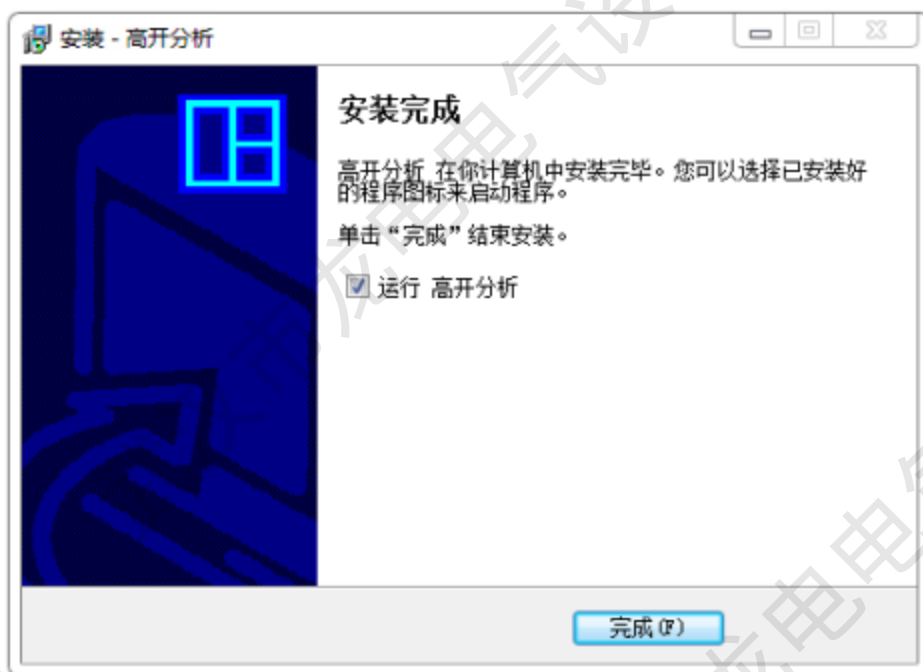 安装 - 高开分析
安装完成
高开分析 在你计算机中安装完毕。您可以选择已安装好
的程序图标来启动程序。
单击“完成”结束安装。
运行 高开分析
完成(F)